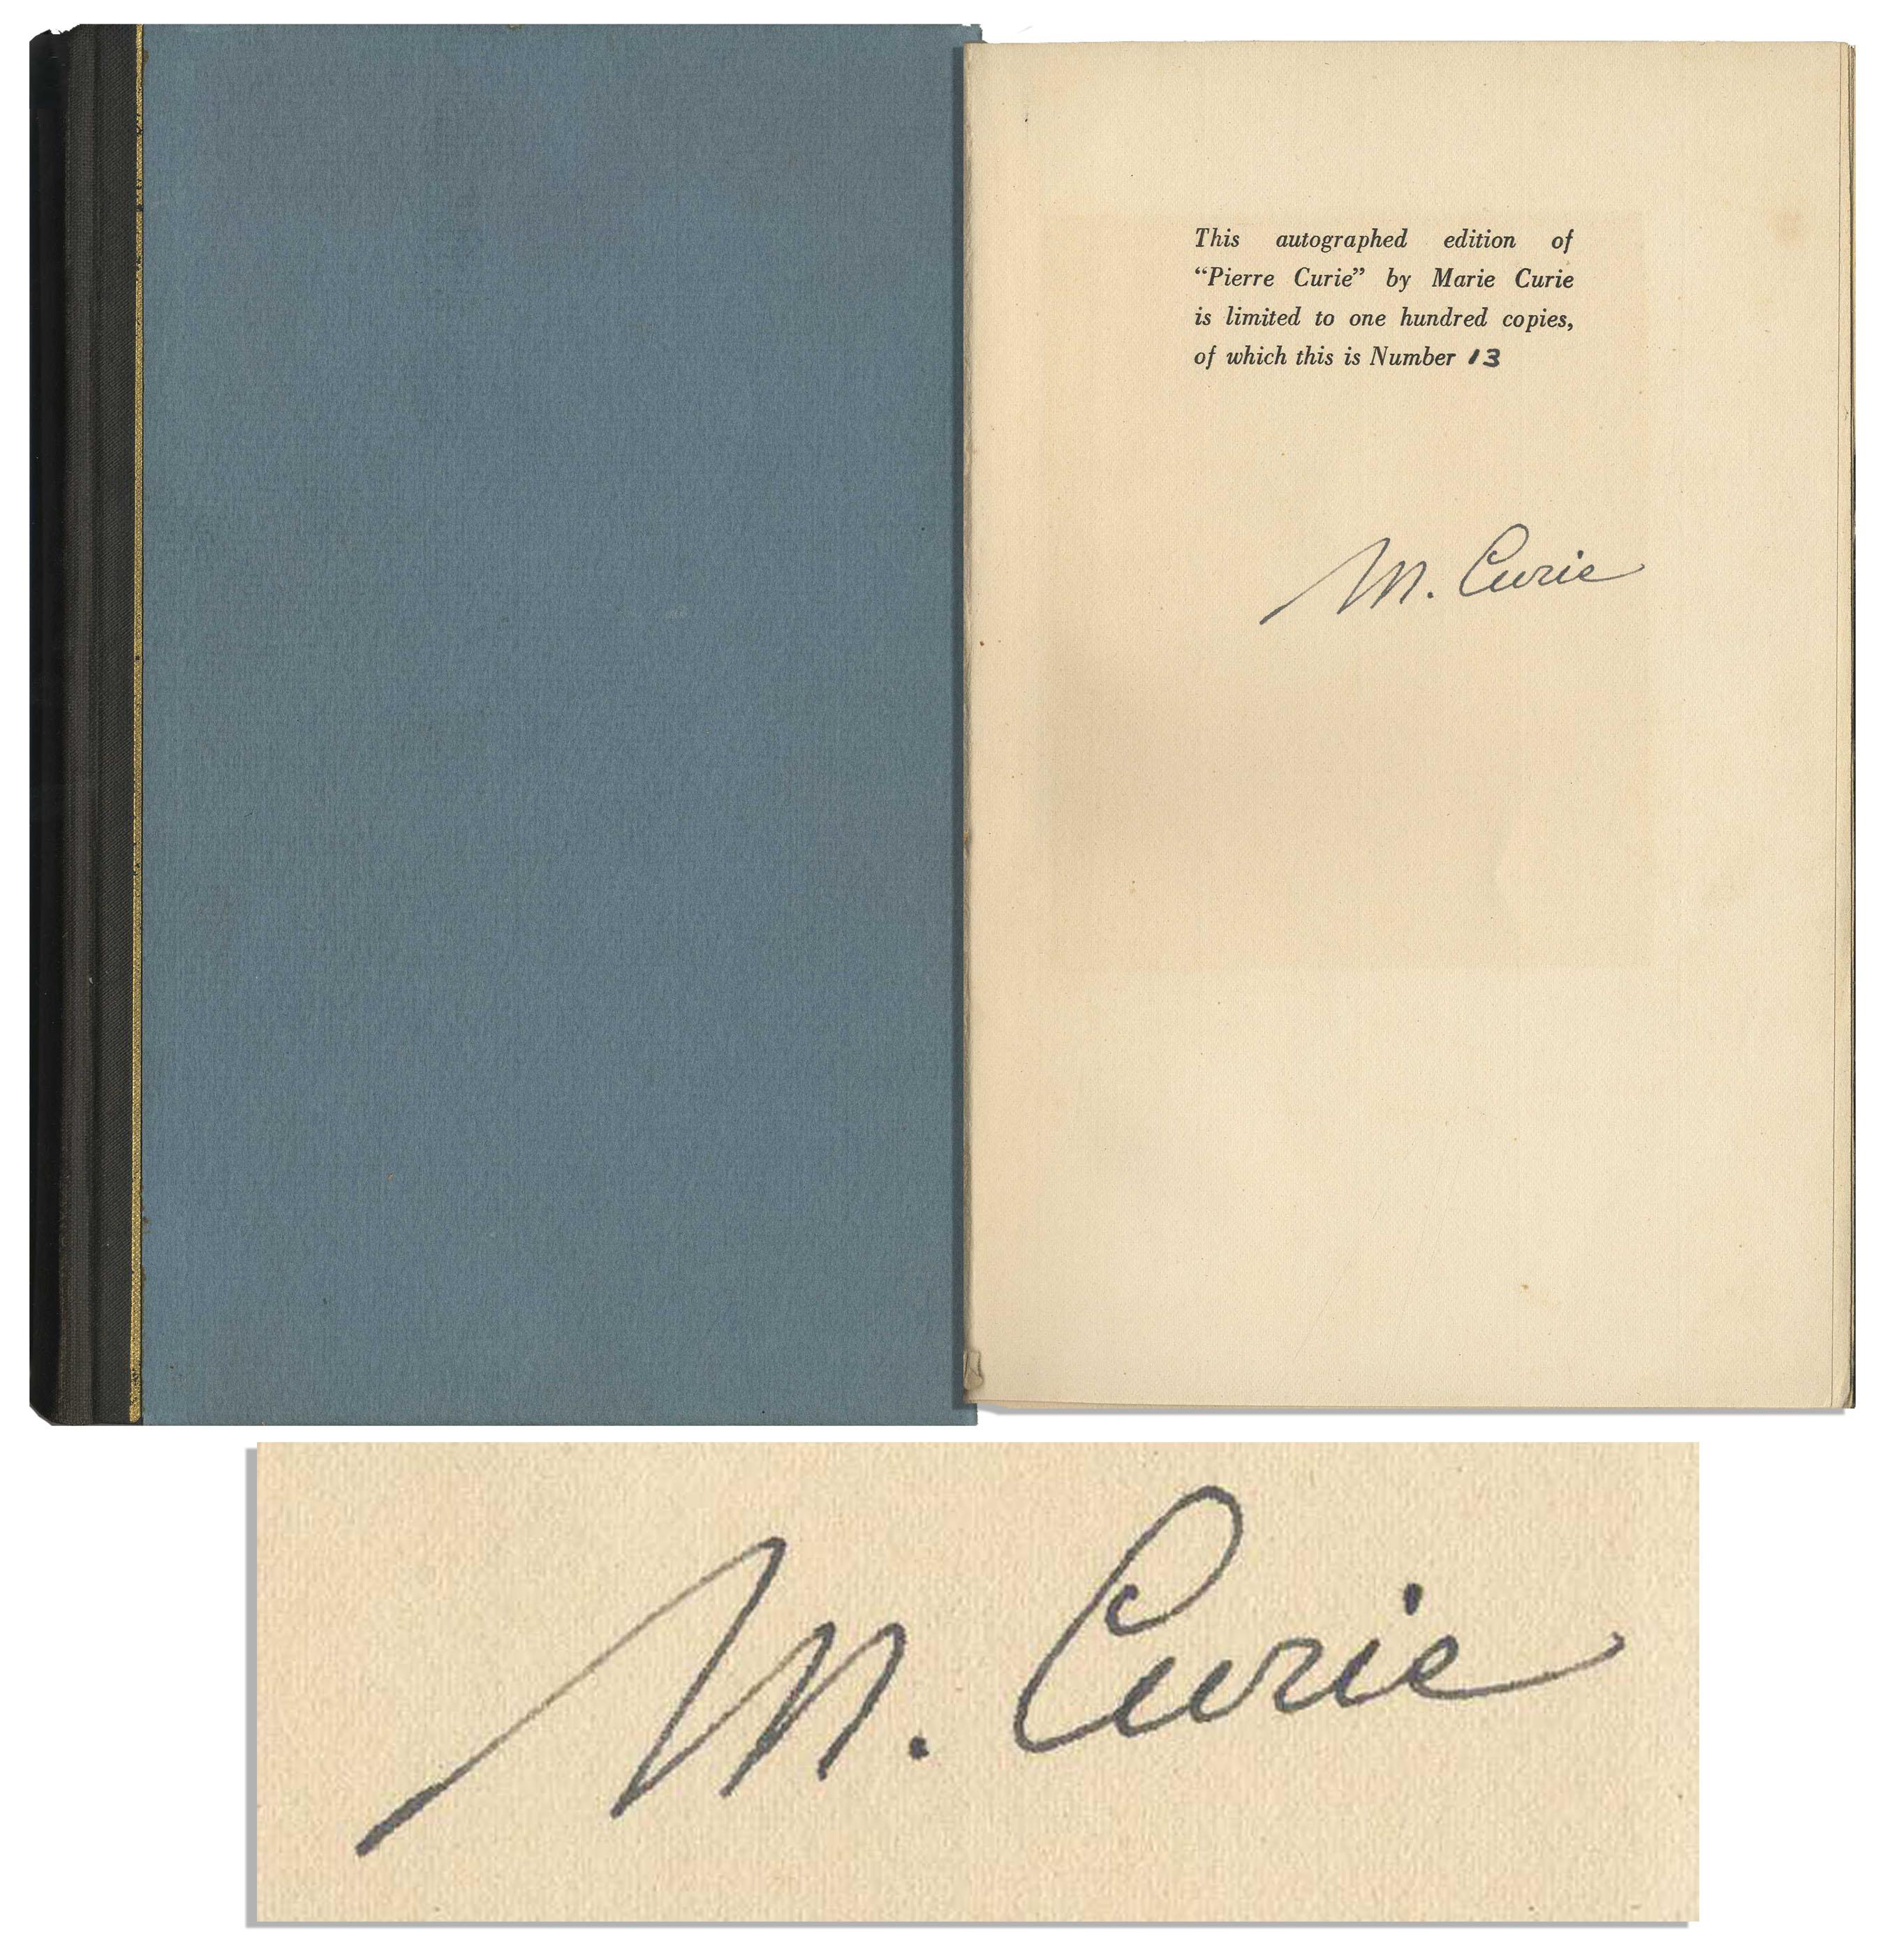 This autographed edition of
“Pierre Curie” by Marie Curie
is limited to one hundred copies,
of which this is Number 13
M. Curie
M. Curie